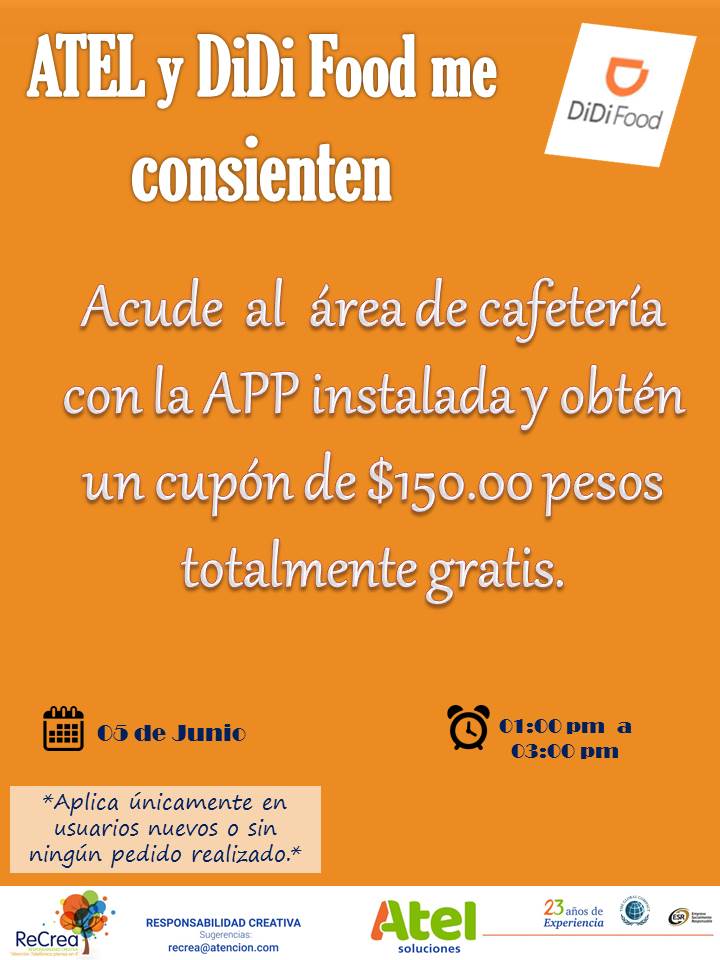 ATEL y DiDi Food me
consienten
DiDi Food
Acude al área de cafetería
con la APP instalada y obtén
un cupón de $150.00 pesos
totalmente gratis.
05 de Junio
01:00 pm a
03:00 pm
*Aplica únicamente en
usuarios nuevos o sin
ningún pedido realizado.*
ReCrea
RESPONSABILIDAD CREATIVA
Sugerencias:
recrea@atencion.com
Atel
soluciones
23 años de
Experiencia
ESR
Empresa
Socialmente
Responsable